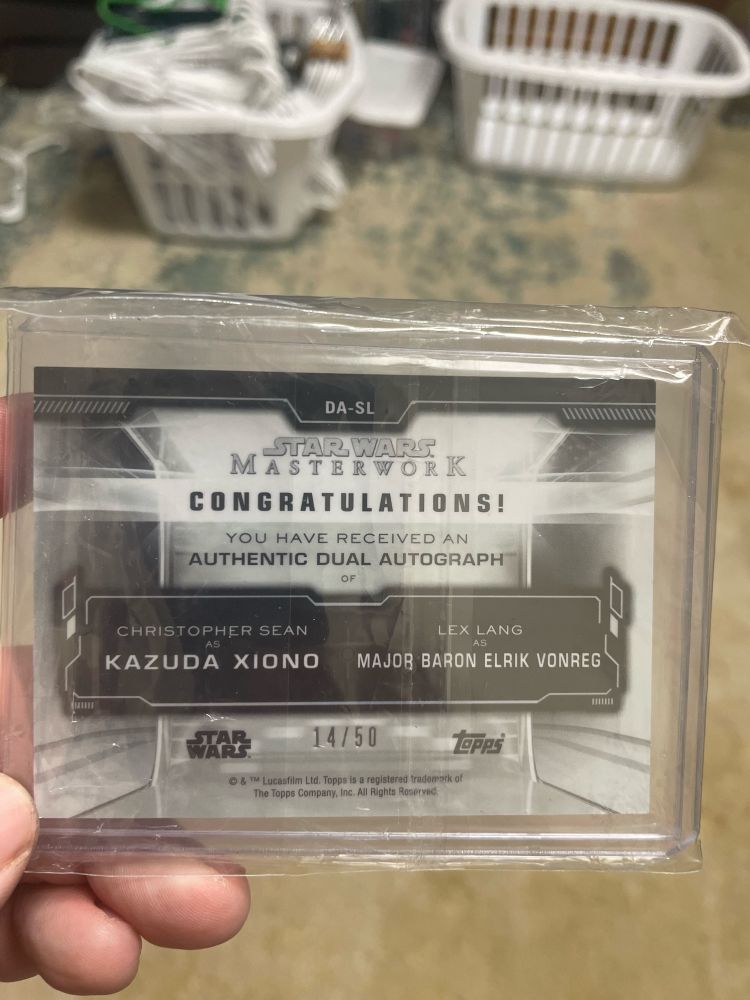 DA-SL
STAR WARS
MASTERWORK
CONGRATULATIONS!
YOU HAVE RECEIVED AN
AUTHENTIC DUAL AUTOGRAPH
OF
CHRISTOPHER SEAN
AS
KAZUDA XIONO
LEX LANG
AS
MAJOR BARON ELRIK VONREG
STAR
WARS
14/50
Topps
© & ™ Lucasfilm Ltd. Topps is a registered trademark of
The Topps Company, Inc. All Rights Reserved.